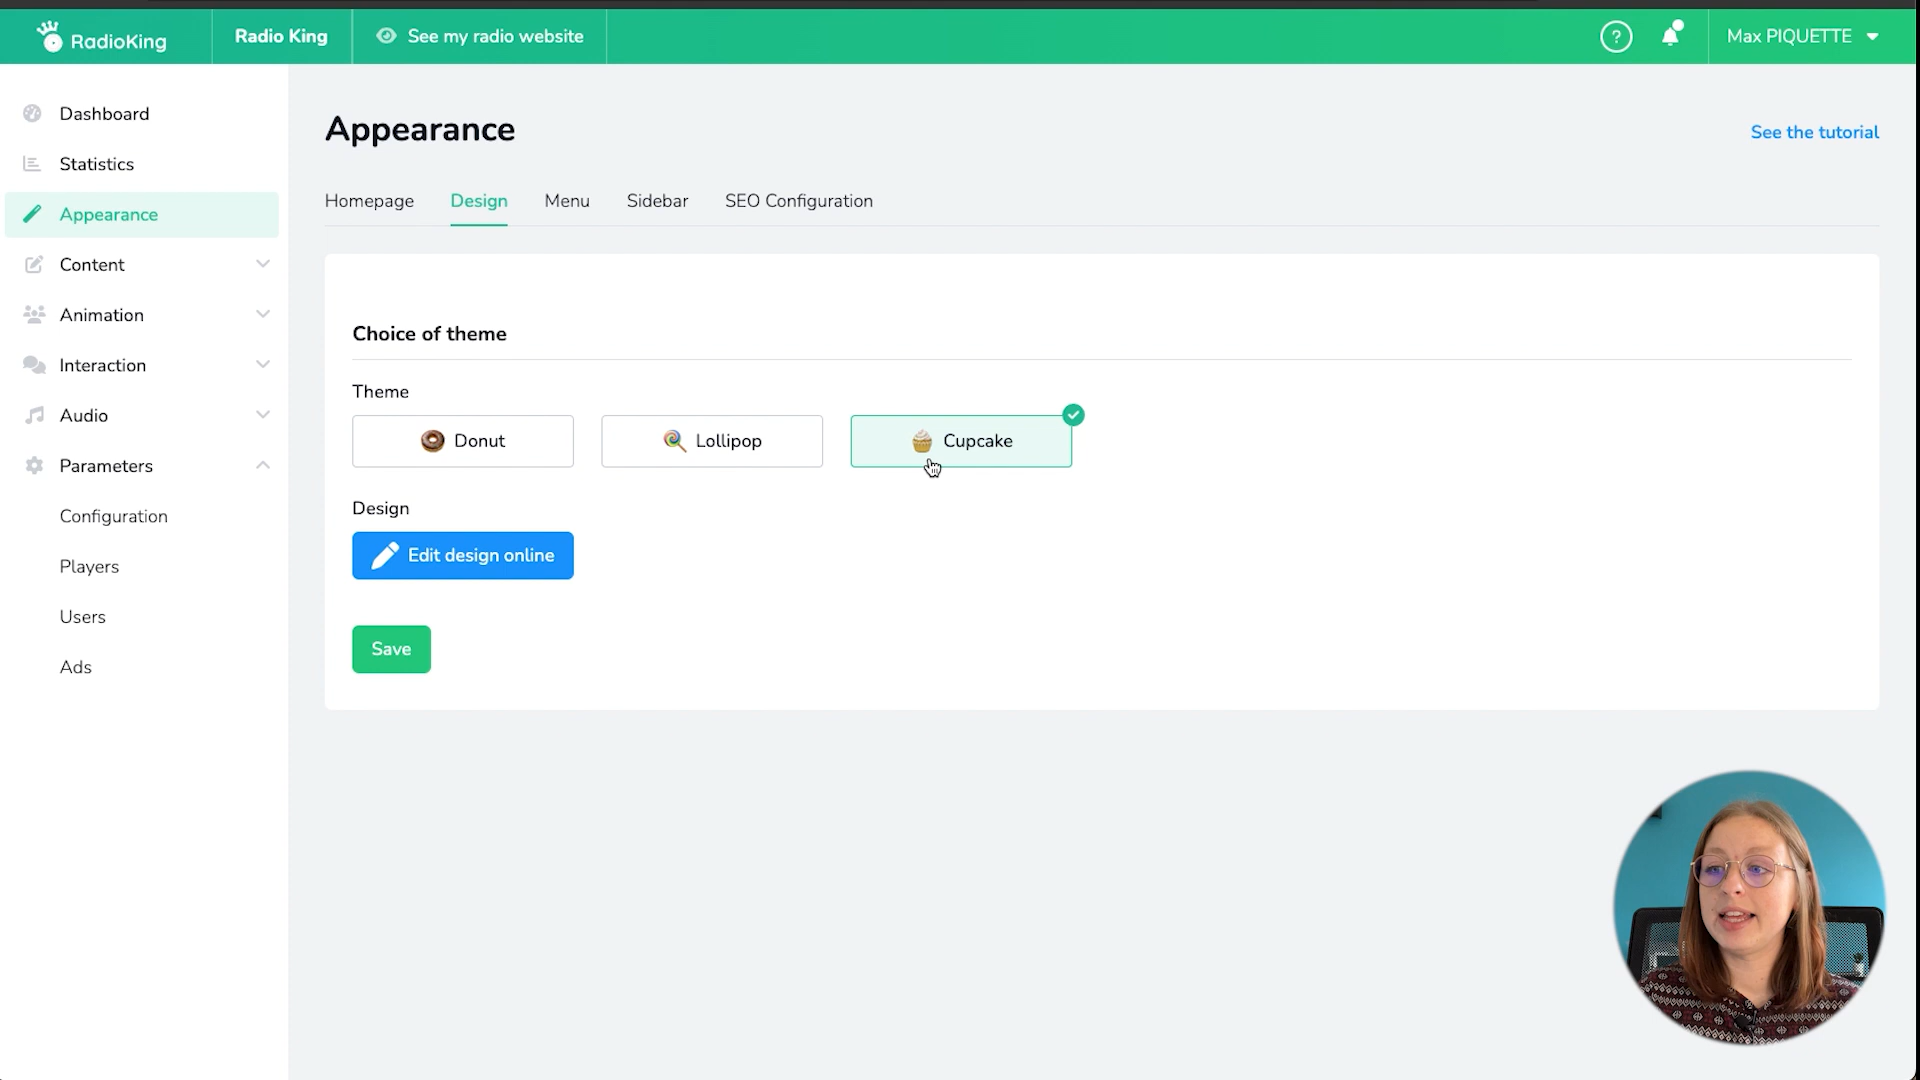 RadioKing
Radio King
See my radio website
?
Max PIQUETTE
Dashboard
Statistics
Appearance
Content
Animation
Interaction
Audio
Parameters
Configuration
Players
Users
Ads
Appearance
See the tutorial
Homepage
Design
Menu
Sidebar
SEO Configuration
Choice of theme
Theme
Donut
Lollipop
Cupcake
Design
Edit design online
Save